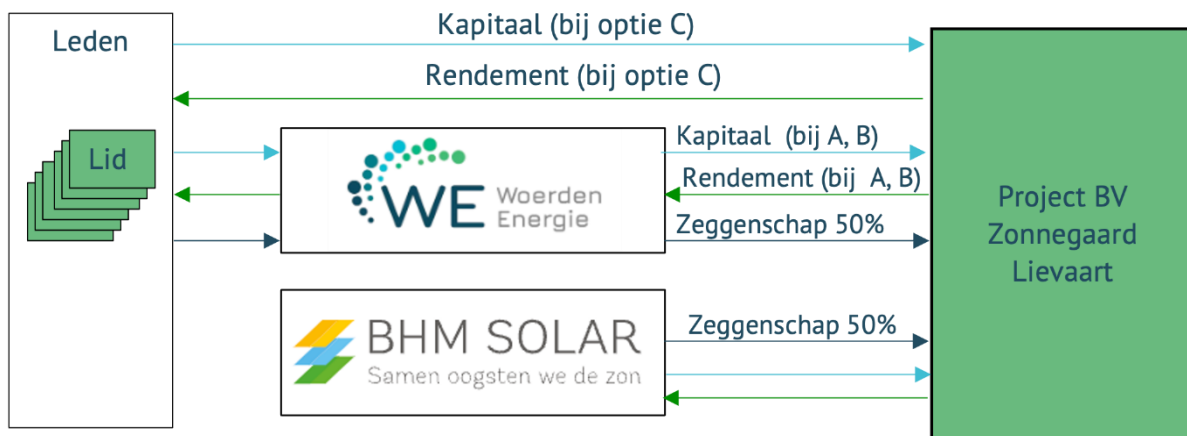 Leden
Kapitaal (bij optie C)
Rendement (bij optie C)
Lid
WE Woerden
Energie
Kapitaal (bij A, B)
Rendement (bij A, B)
Zeggenschap 50%
BHM SOLAR
Samen oogsten we de zon
Zeggenschap 50%
Project BV
Zonnegaard
Lievaart